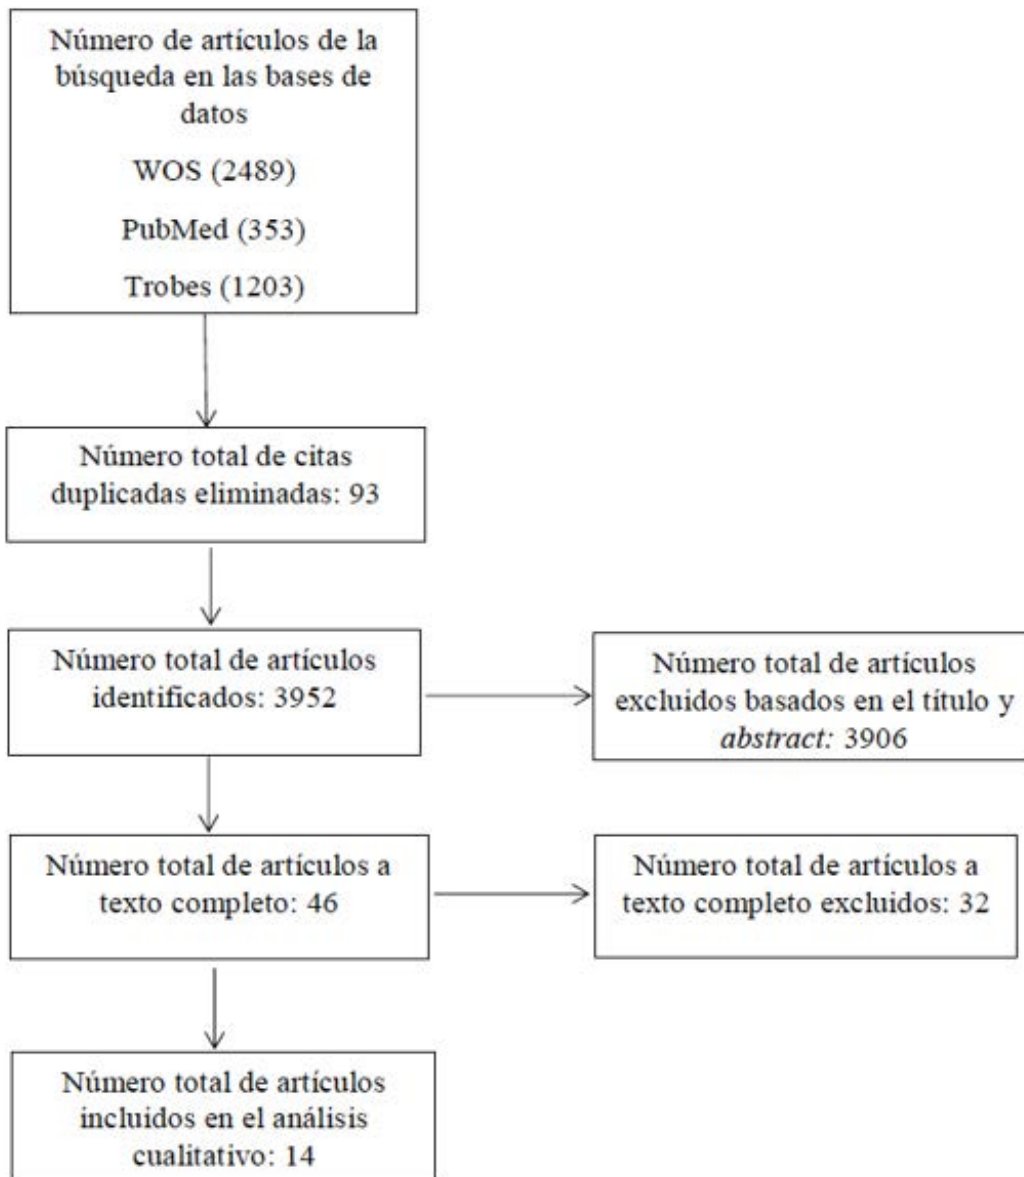 Número de artículos de la
búsqueda en las bases de
datos
WOS (2489)
PubMed (353)
Trobes (1203)
Número total de citas
duplicadas eliminadas: 93
Número total de artículos
identificados: 3952
Número total de artículos
excluidos basados en el título y
abstract: 3906
Número total de artículos a
texto completo: 46
Número total de artículos a
texto completo excluidos: 32
Número total de artículos
incluidos en el análisis
cualitativo: 14